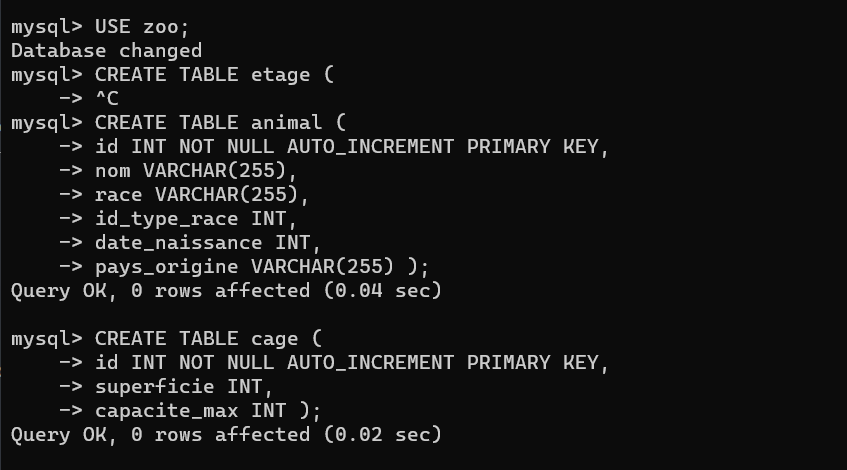 mysql> USE zoo;
Database changed
mysql> CREATE TABLE etage (
    -> ^C
mysql> CREATE TABLE animal (
    -> id INT NOT NULL AUTO_INCREMENT PRIMARY KEY,
    -> nom VARCHAR(255),
    -> race VARCHAR(255),
    -> id_type_race INT,
    -> date_naissance INT,
    -> pays_origine VARCHAR(255) );
Query OK, 0 rows affected (0.04 sec)

mysql> CREATE TABLE cage (
    -> id INT NOT NULL AUTO_INCREMENT PRIMARY KEY,
    -> superficie INT,
    -> capacite_max INT );
Query OK, 0 rows affected (0.02 sec)